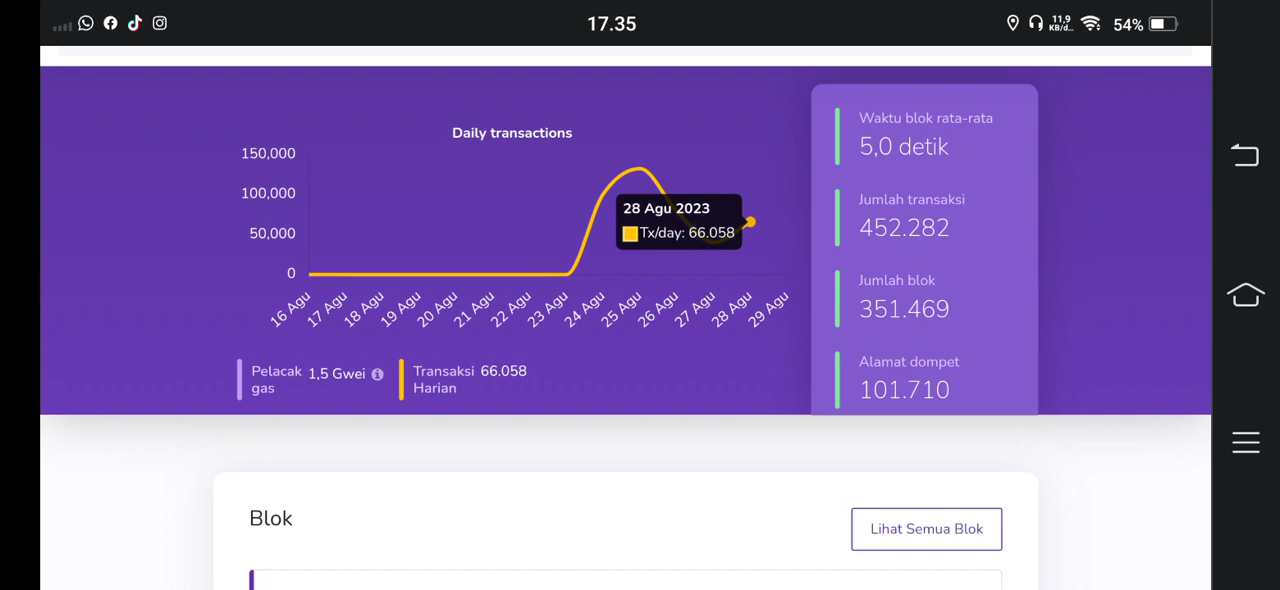 17.35
11,9
KB/d...
54%
Daily transactions
150,000
100,000
50,000
0
28 Agu 2023
Tx/day: 66.058
16 Agu
17 Agu
18 Agu
19 Agu
20 Agu
21 Agu
22 Agu
23 Agu
24 Agu
25 Agu
26 Agu
27 Agu
28 Agu
29 Agu
Pelacak gas
1,5 Gwei
Transaksi Harian
66.058
Waktu blok rata-rata
5,0 detik
Jumlah transaksi
452.282
Jumlah blok
351.469
Alamat dompet
101.710
Blok
Lihat Semua Blok